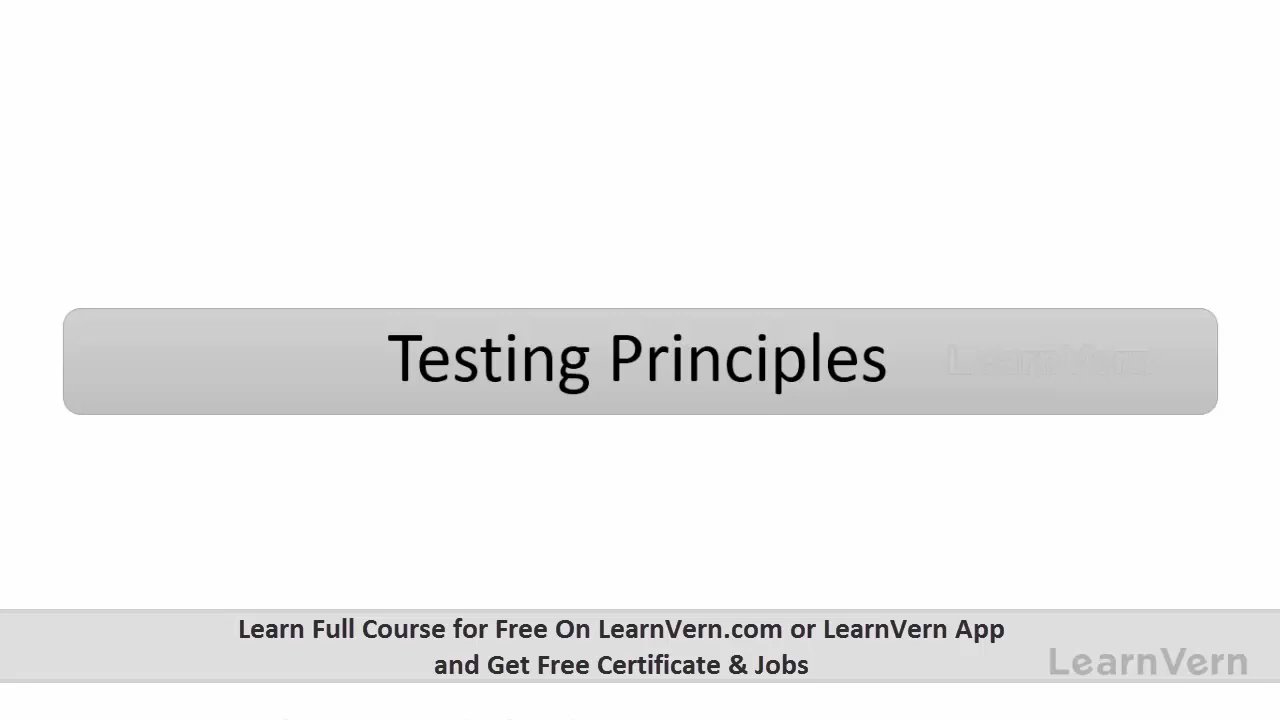 Testing Principles
LearnVern
Learn Full Course for Free On LearnVern.com or LearnVern App
and Get Free Certificate & Jobs
LearnVern